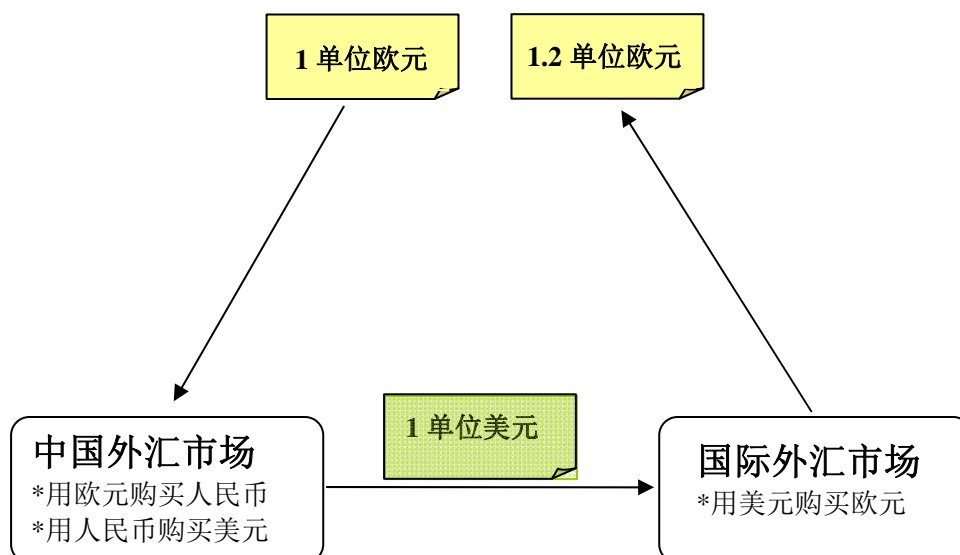 1 单位欧元
1.2 单位欧元
1 单位美元
中国外汇市场
*用欧元购买人民币
*用人民币购买美元
国际外汇市场
*用美元购买欧元